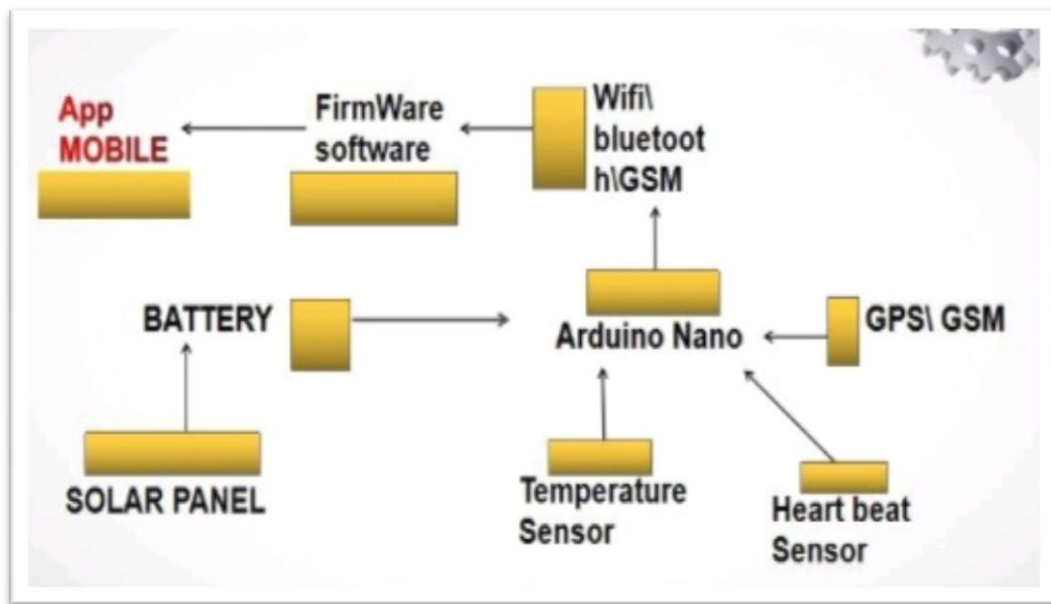 App
MOBILE
FirmWare
software
Wifi\
bluetoot
h\GSM
BATTERY
Arduino Nano
GPS\ GSM
SOLAR PANEL
Temperature
Sensor
Heart beat
Sensor